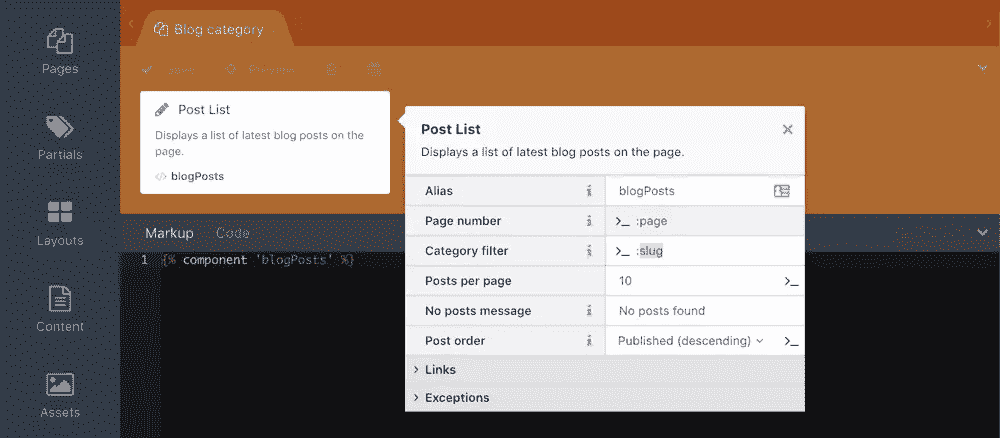 Blog category
Pages
Partials
Layouts
Content
Assets
Post List
Displays a list of latest blog posts on the
page.
blogPosts
Markup Code
1 {% component 'blogPosts' %}
Post List
Displays a list of latest blog posts on the page.
Alias blogPosts
Page number :page
Category filter :slug
Posts per page 10
No posts message No posts found
Post order Published (descending)
Links
Exceptions